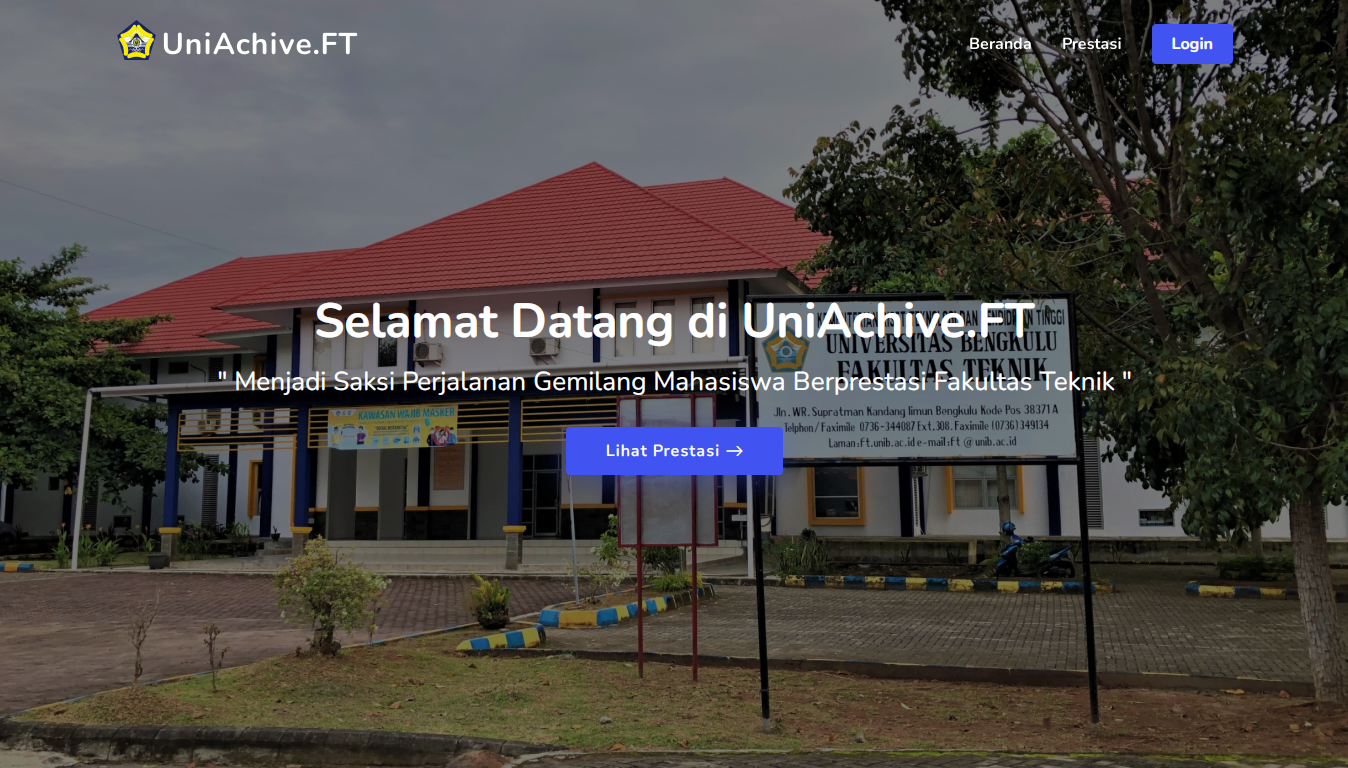 UniAchive.FT
Beranda
Prestasi
Login
Selamat Datang di UniAchive.FT
DAN
TINGGI
UNIVERSITAS BENGKULU
FAKULTAS TEKNIK
" Menjadi Saksi Perjalanan Gemilang Mahasiswa Berprestasi Fakultas Teknik "
KAWASAN WAJIB MASKER
Jln. WR. Supratman Kandang limun Bengkulu Kode Pos 38371 A
Telphon / Faximile 0736-344087 Ext. 308. Faximile (0736) 349134
Laman : ft.unib.ac.id e-mail : ft @ unib.ac.id
Lihat Prestasi →